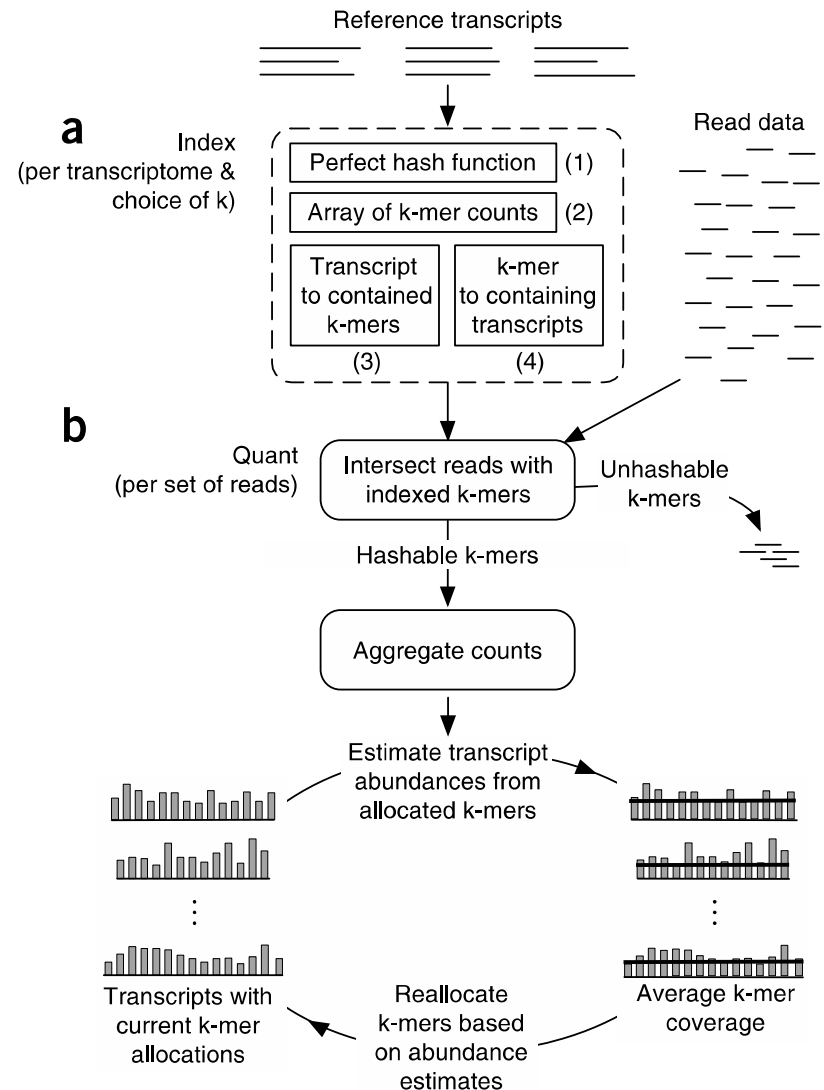 Reference transcripts
a
Index
(per transcriptome &
choice of k)
Read data
Perfect hash function (1)
Array of k-mer counts (2)
Transcript
to contained
k-mers
(3)
k-mer
to containing
transcripts
(4)
b
Quant
(per set of reads)
Intersect reads with
indexed k-mers
Unhashable
k-mers
Hashable k-mers
Aggregate counts
Estimate transcript
abundances from
allocated k-mers
Transcripts with
current k-mer
allocations
Reallocate
k-mers based
on abundance
estimates
Average k-mer
coverage